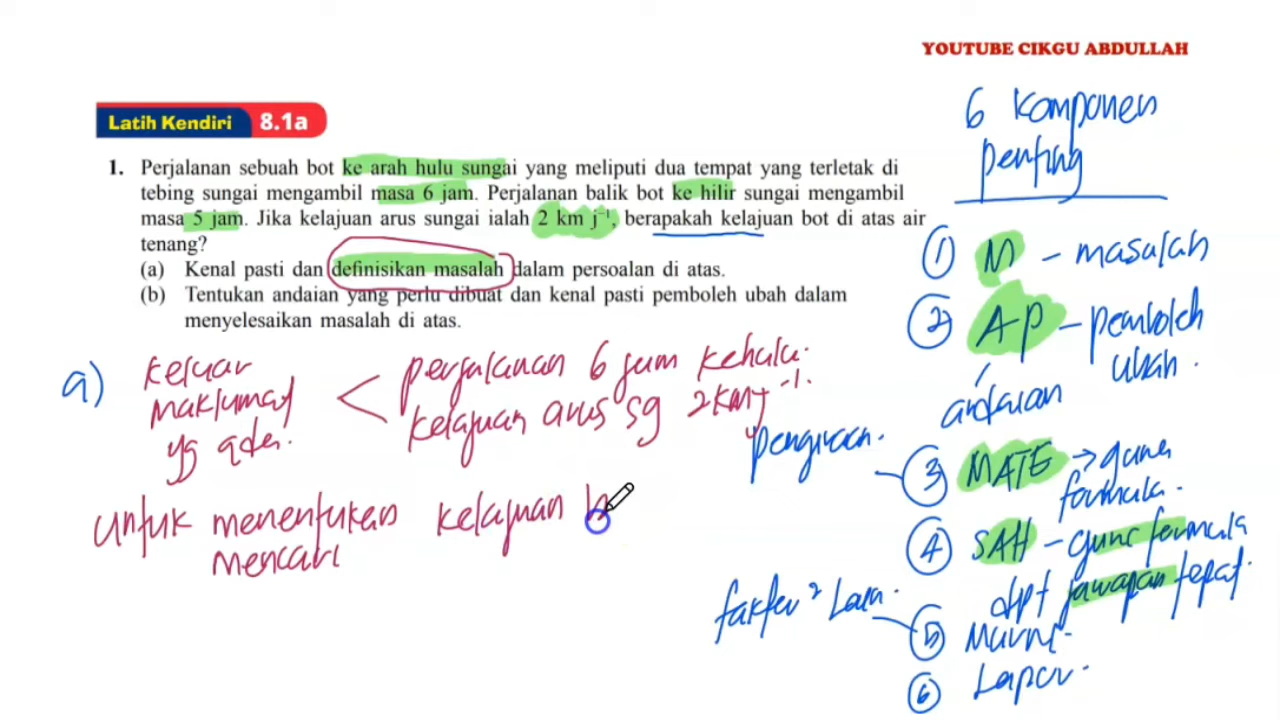 YOUTUBE CIKGU ABDULLAH
6 komponen
penting
Latih Kendiri 8.1a
1. Perjalanan sebuah bot ke arah hulu sungai yang meliputi dua tempat yang terletak di
tebing sungai mengambil masa 6 jam. Perjalanan balik bot ke hilir sungai mengambil
masa 5 jam. Jika kelajuan arus sungai ialah 2 km j⁻¹, berapakah kelajuan bot di atas air
tenang?
(a) Kenal pasti dan definisikan masalah dalam persoalan di atas.
(b) Tentukan andaian yang perlu dibuat dan kenal pasti pemboleh ubah dalam
menyelesaikan masalah di atas.
① M - masalah
② AP - pemboleh
ubah.
andaian
③ MATE → guna
formula.
pengiraan.
④ SAH - guna formula
dpt jawapan tepat.
faktor² lain.
⑤ Murni
⑥ Lapor
a) keluar
maklumat
yg ada.
< perjalanan 6 jam kehulu.
kelajuan arus sg 2kmj⁻¹.
untuk menentukan kelajuan b
mencari